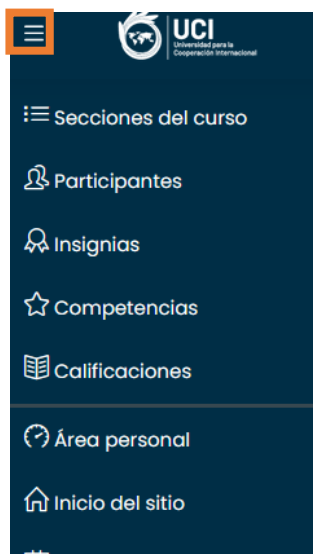 UCI
Universidad para la
Cooperación Internacional
Secciones del curso
Participantes
Insignias
Competencias
Calificaciones
Área personal
Inicio del sitio